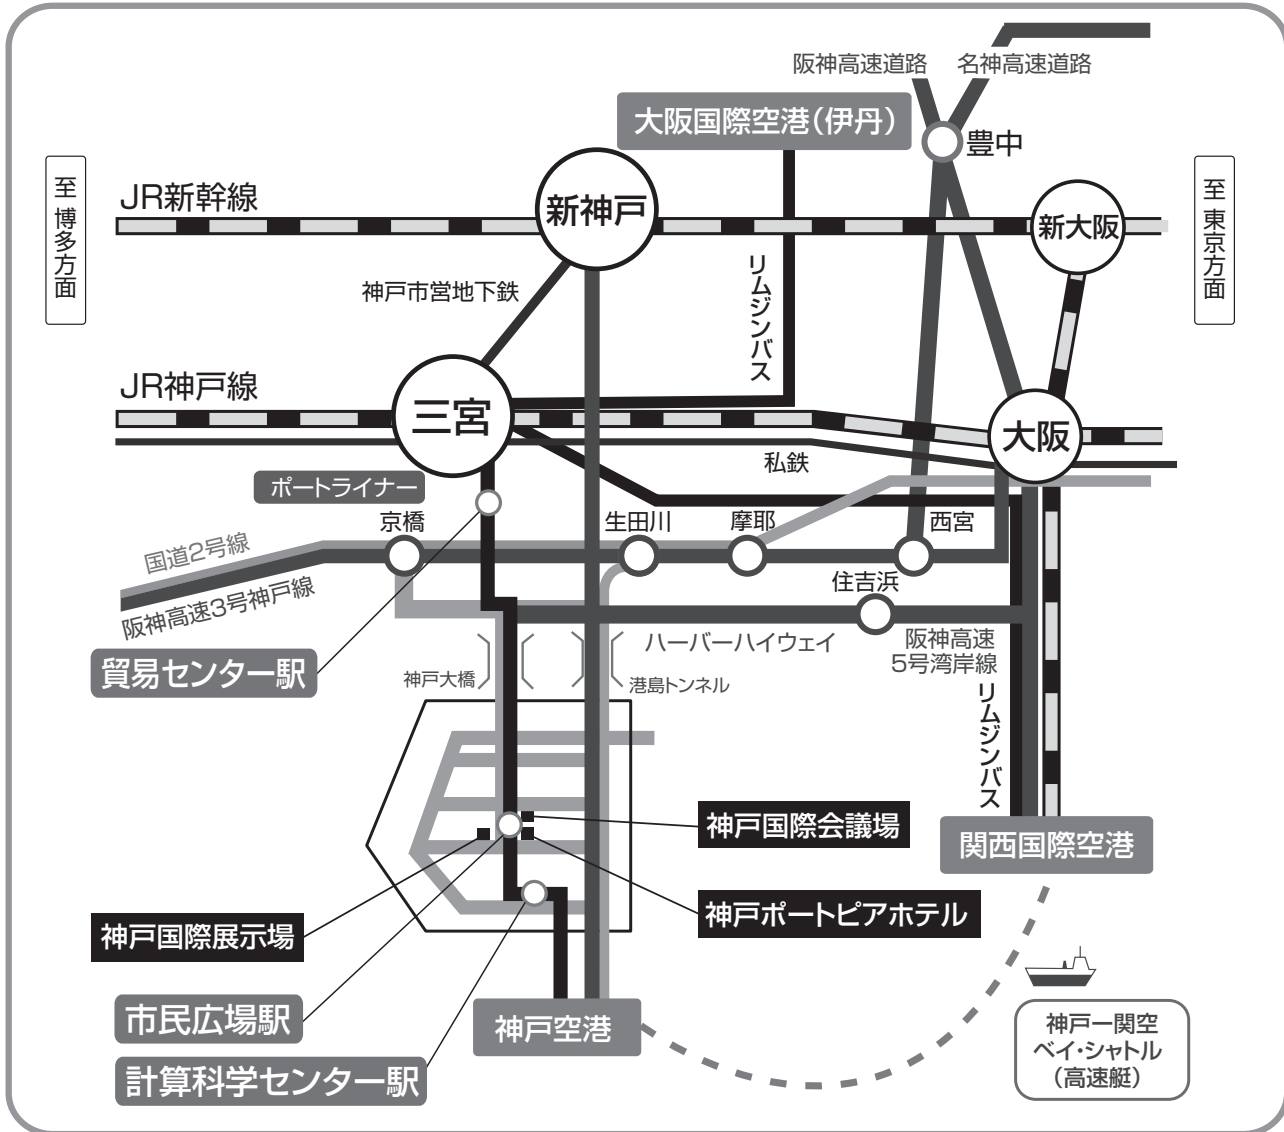 阪神高速道路
名神高速道路
大阪国際空港（伊丹）
豊中
至 博多方面
至 東京方面
JR新幹線
新神戸
新大阪
神戸市営地下鉄
リムジンバス
JR神戸線
三宮
大阪
私鉄
ポートライナー
京橋
生田川
摩耶
西宮
国道2号線
阪神高速3号神戸線
住吉浜
ハーバーハイウェイ
阪神高速
5号湾岸線
貿易センター駅
神戸大橋
港島トンネル
リムジンバス
神戸国際会議場
関西国際空港
神戸ポートピアホテル
神戸国際展示場
市民広場駅
神戸空港
計算科学センター駅
神戸ー関空
ベイ・シャトル
（高速艇）